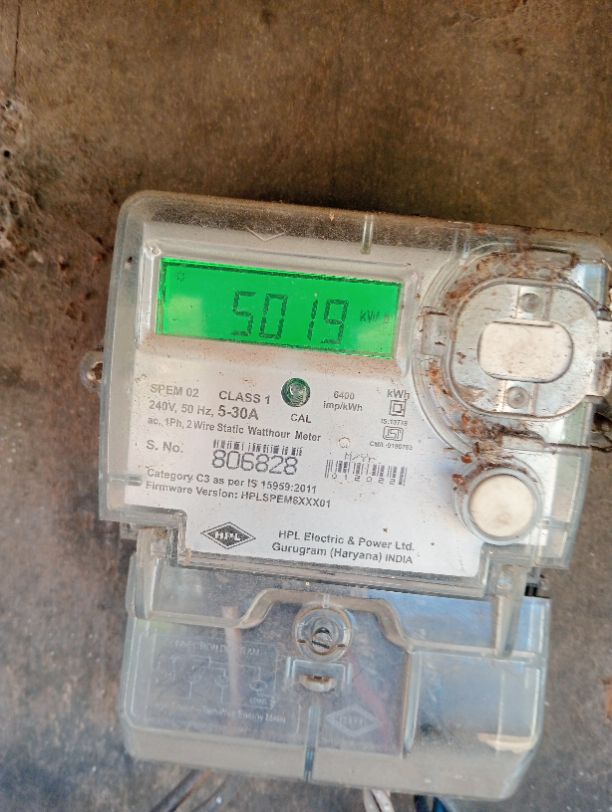 5019 kWh
SPEM 02 CLASS 1 6400 kWh
240V, 50 Hz, 5-30A CAL imp/kWh
ac, 1Ph, 2 Wire Static Watthour Meter
S. No. 806828
Category C3 as per IS 15959:2011
Firmware Version: HPLSPEM6XXX01
HPL HPL Electric & Power Ltd.
Gurugram (Haryana) INDIA